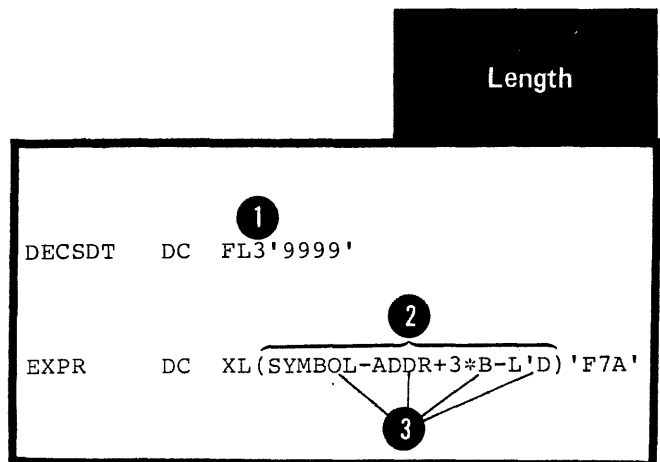 Length
1
DECSDT DC FL3'9999'
2
EXPR DC XL(SYMBOL-ADDR+3*B-L'D)'F7A'
3